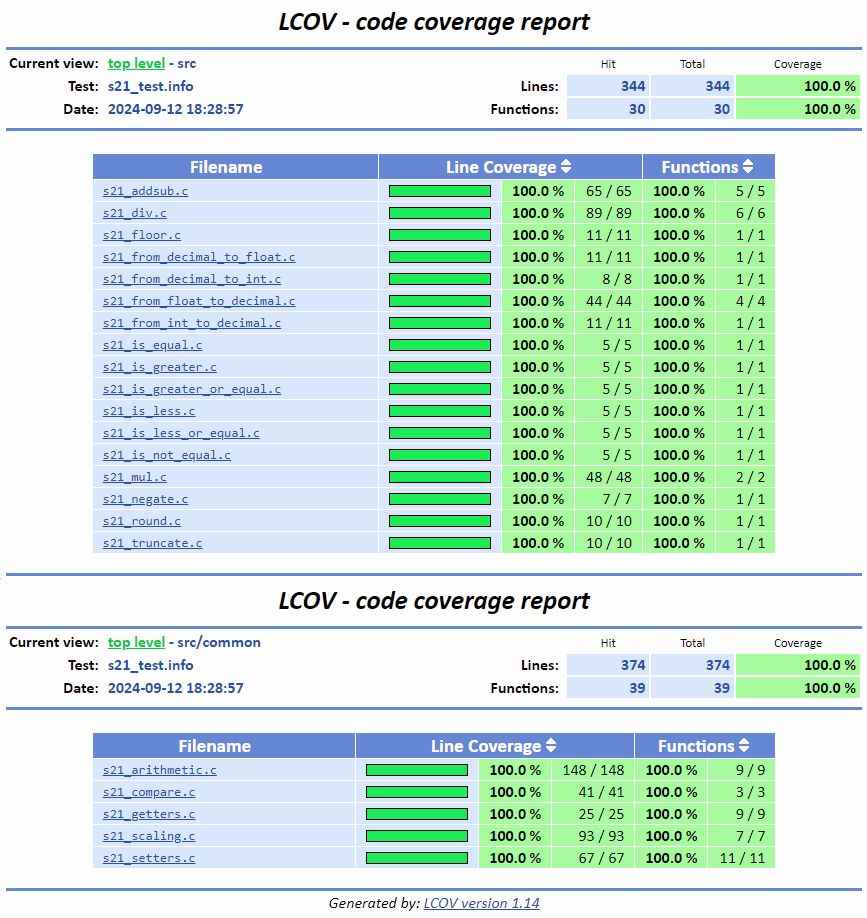 LCOV - code coverage report
Current view: top level - src Hit Total Coverage
Test: s21_test.info Lines: 344 344 100.0 %
Date: 2024-09-12 18:28:57 Functions: 30 30 100.0 %
Filename Line Coverage Functions
s21_addsub.c 100.0 % 65 / 65 100.0 % 5 / 5
s21_div.c 100.0 % 89 / 89 100.0 % 6 / 6
s21_floor.c 100.0 % 11 / 11 100.0 % 1 / 1
s21_from_decimal_to_float.c 100.0 % 11 / 11 100.0 % 1 / 1
s21_from_decimal_to_int.c 100.0 % 8 / 8 100.0 % 1 / 1
s21_from_float_to_decimal.c 100.0 % 44 / 44 100.0 % 4 / 4
s21_from_int_to_decimal.c 100.0 % 11 / 11 100.0 % 1 / 1
s21_is_equal.c 100.0 % 5 / 5 100.0 % 1 / 1
s21_is_greater.c 100.0 % 5 / 5 100.0 % 1 / 1
s21_is_greater_or_equal.c 100.0 % 5 / 5 100.0 % 1 / 1
s21_is_less.c 100.0 % 5 / 5 100.0 % 1 / 1
s21_is_less_or_equal.c 100.0 % 5 / 5 100.0 % 1 / 1
s21_is_not_equal.c 100.0 % 5 / 5 100.0 % 1 / 1
s21_mul.c 100.0 % 48 / 48 100.0 % 2 / 2
s21_negate.c 100.0 % 7 / 7 100.0 % 1 / 1
s21_round.c 100.0 % 10 / 10 100.0 % 1 / 1
s21_truncate.c 100.0 % 10 / 10 100.0 % 1 / 1
LCOV - code coverage report
Current view: top level - src/common Hit Total Coverage
Test: s21_test.info Lines: 374 374 100.0 %
Date: 2024-09-12 18:28:57 Functions: 39 39 100.0 %
Filename Line Coverage Functions
s21_arithmetic.c 100.0 % 148 / 148 100.0 % 9 / 9
s21_compare.c 100.0 % 41 / 41 100.0 % 3 / 3
s21_getters.c 100.0 % 25 / 25 100.0 % 9 / 9
s21_scaling.c 100.0 % 93 / 93 100.0 % 7 / 7
s21_setters.c 100.0 % 67 / 67 100.0 % 11 / 11
Generated by: LCOV version 1.14